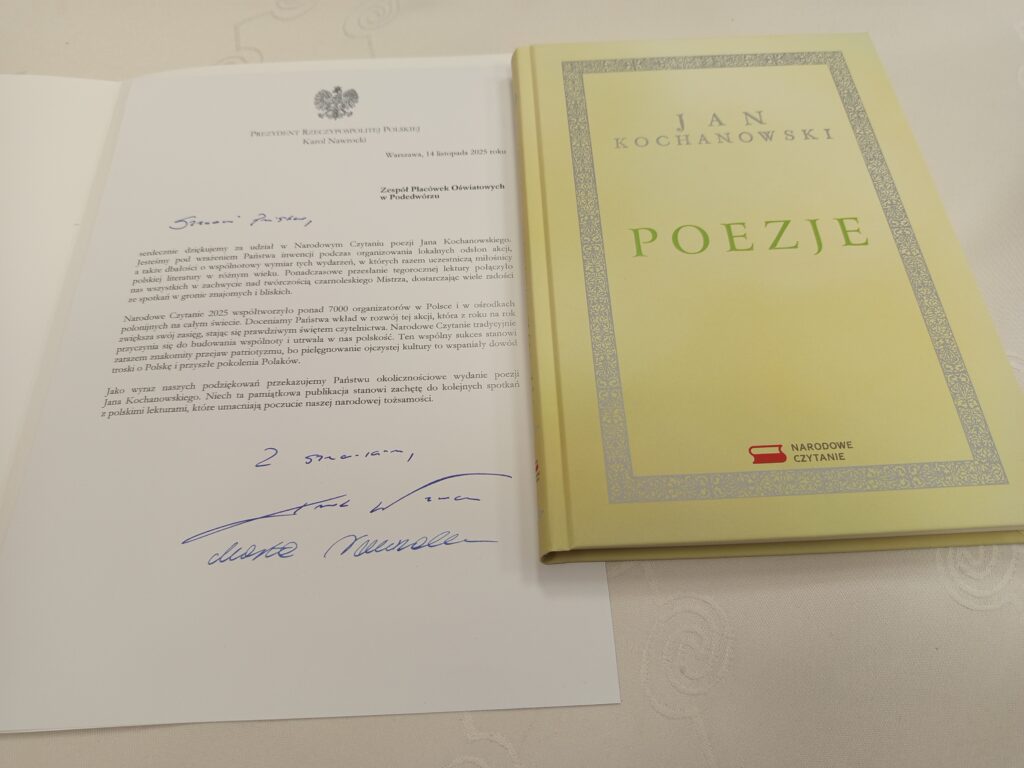 PREZYDENT RZECZYPOSPOLITEJ POLSKIEJ
Karol Nawrocki
Warszawa, 14 listopada 2025 roku
Zespół Placówek Oświatowych
w Podedwórzu
Szanowni Państwo,
serdecznie dziękujemy za udział w Narodowym Czytaniu poezji Jana Kochanowskiego.
Jesteśmy pod wrażeniem Państwa inwencji podczas organizowania lokalnych odsłon akcji,
a także dbałości o wspólnotowy wymiar tych wydarzeń, w których razem uczestniczą miłośnicy
polskiej literatury w różnym wieku. Ponadczasowe przesłanie tegorocznej lektury połączyło
nas wszystkich w zachwycie nad twórczością czarnoleskiego Mistrza, dostarczając wiele radości
ze spotkań w gronie znajomych i bliskich.
Narodowe Czytanie 2025 współtworzyło ponad 7000 organizatorów w Polsce i w ośrodkach
polonijnych na całym świecie. Doceniamy Państwa wkład w rozwój tej akcji, która z roku na rok
zwiększa swój zasięg, stając się prawdziwym świętem czytelnictwa. Narodowe Czytanie tradycyjnie
przyczynia się do budowania wspólnoty i utrwala w nas polskość. Ten wspólny sukces stanowi
zarazem znakomity przejaw patriotyzmu, bo pielęgnowanie ojczystej kultury to wspaniały dowód
troski o Polskę i przyszłe pokolenia Polaków.
Jako wyraz naszych podziękowań przekazujemy Państwu okolicznościowe wydanie poezji
Jana Kochanowskiego. Niech ta pamiątkowa publikacja stanowi zachętę do kolejnych spotkań
z polskimi lekturami, które umacniają poczucie naszej narodowej tożsamości.
Marta Nawrocka
JAN
KOCHANOWSKI
POEZJE
NARODOWE
CZYTANIE